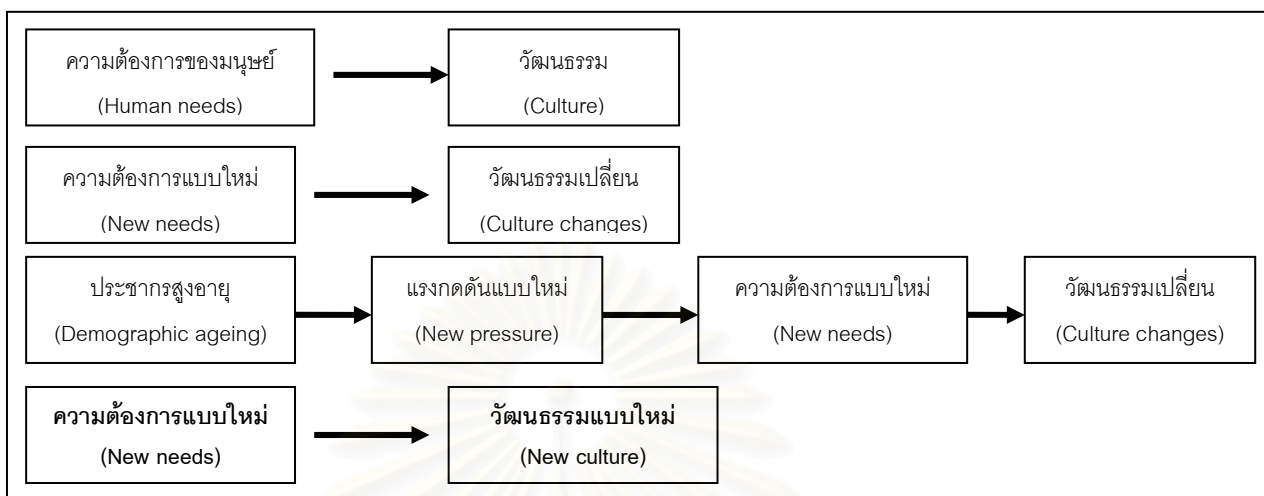 ความต้องการของมนุษย์
(Human needs)
วัฒนธรรม
(Culture)
ความต้องการแบบใหม่
(New needs)
วัฒนธรรมเปลี่ยน
(Culture changes)
ประชากรสูงอายุ
(Demographic ageing)
แรงกดดันแบบใหม่
(New pressure)
ความต้องการแบบใหม่
(New needs)
วัฒนธรรมเปลี่ยน
(Culture changes)
ความต้องการแบบใหม่
(New needs)
วัฒนธรรมแบบใหม่
(New culture)